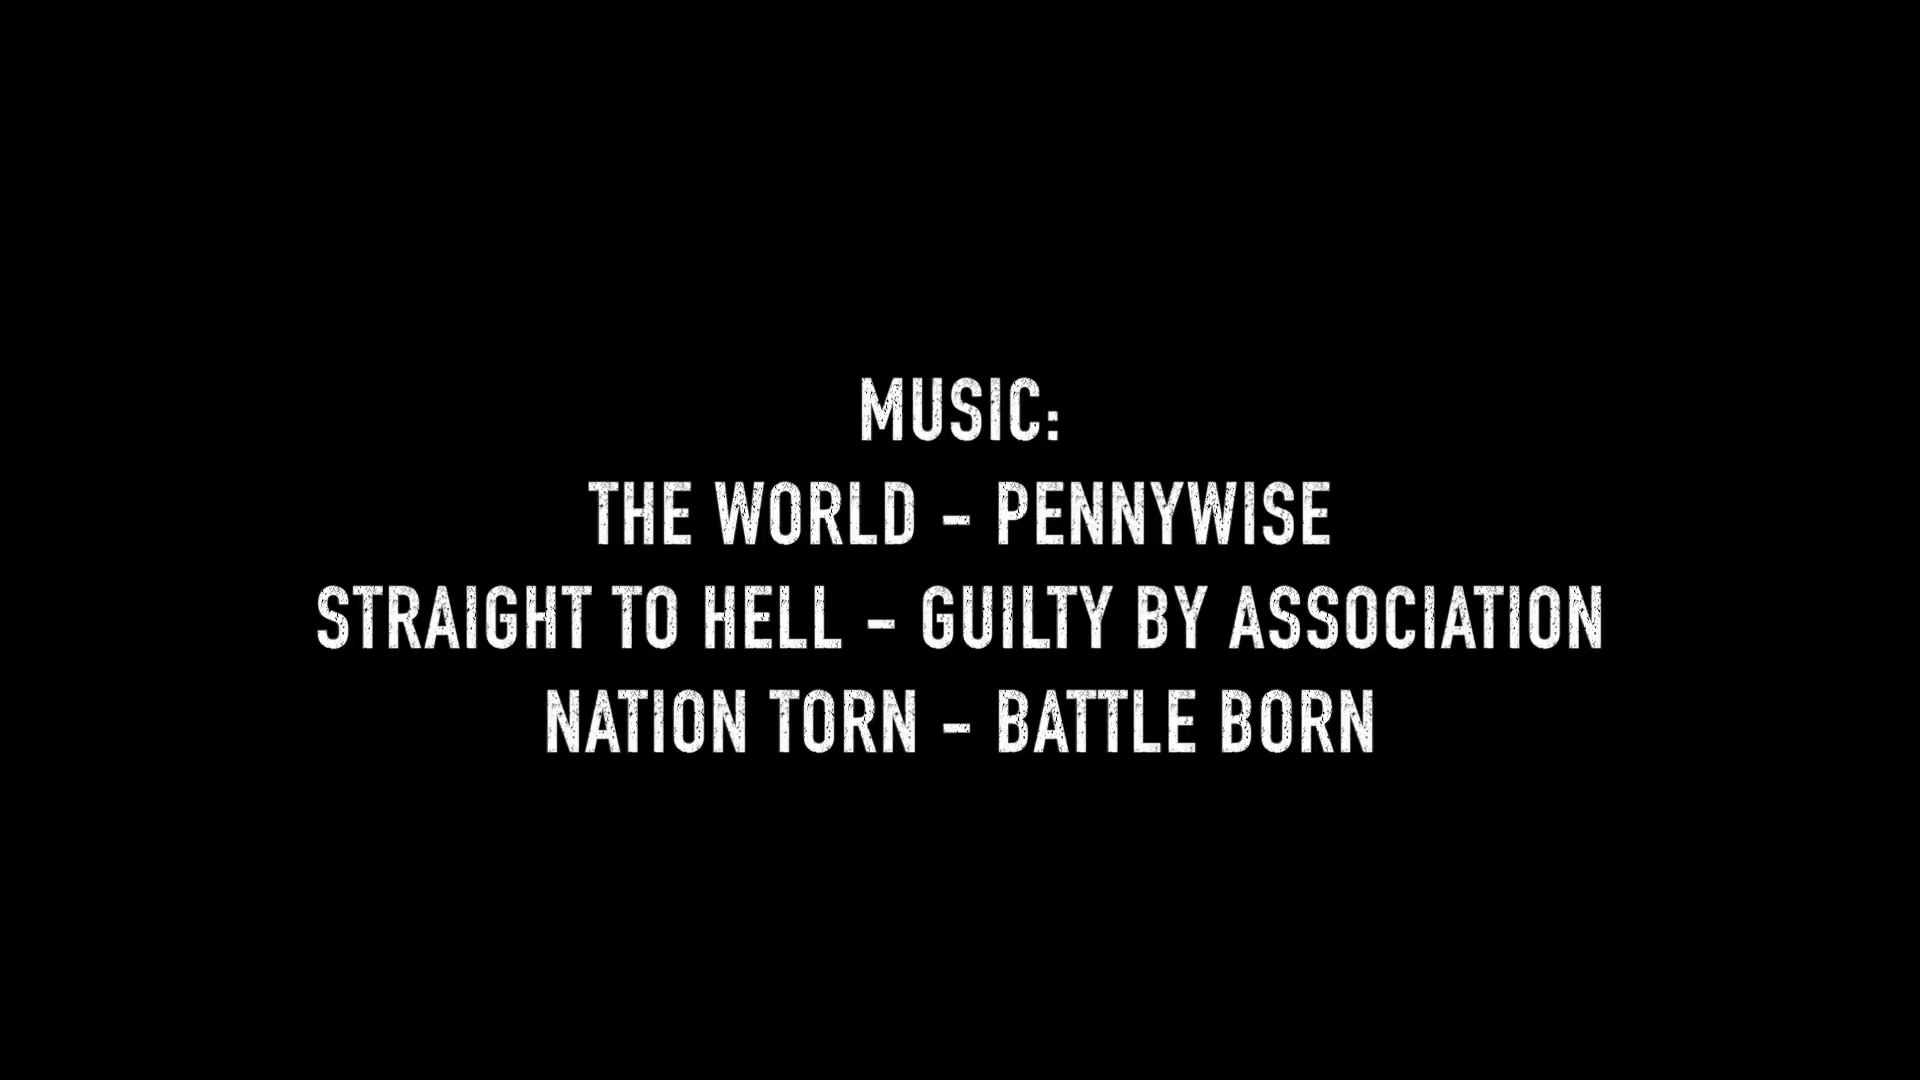 MUSIC:
THE WORLD - PENNYWISE
STRAIGHT TO HELL - GUILTY BY ASSOCIATION
NATION TORN - BATTLE BORN